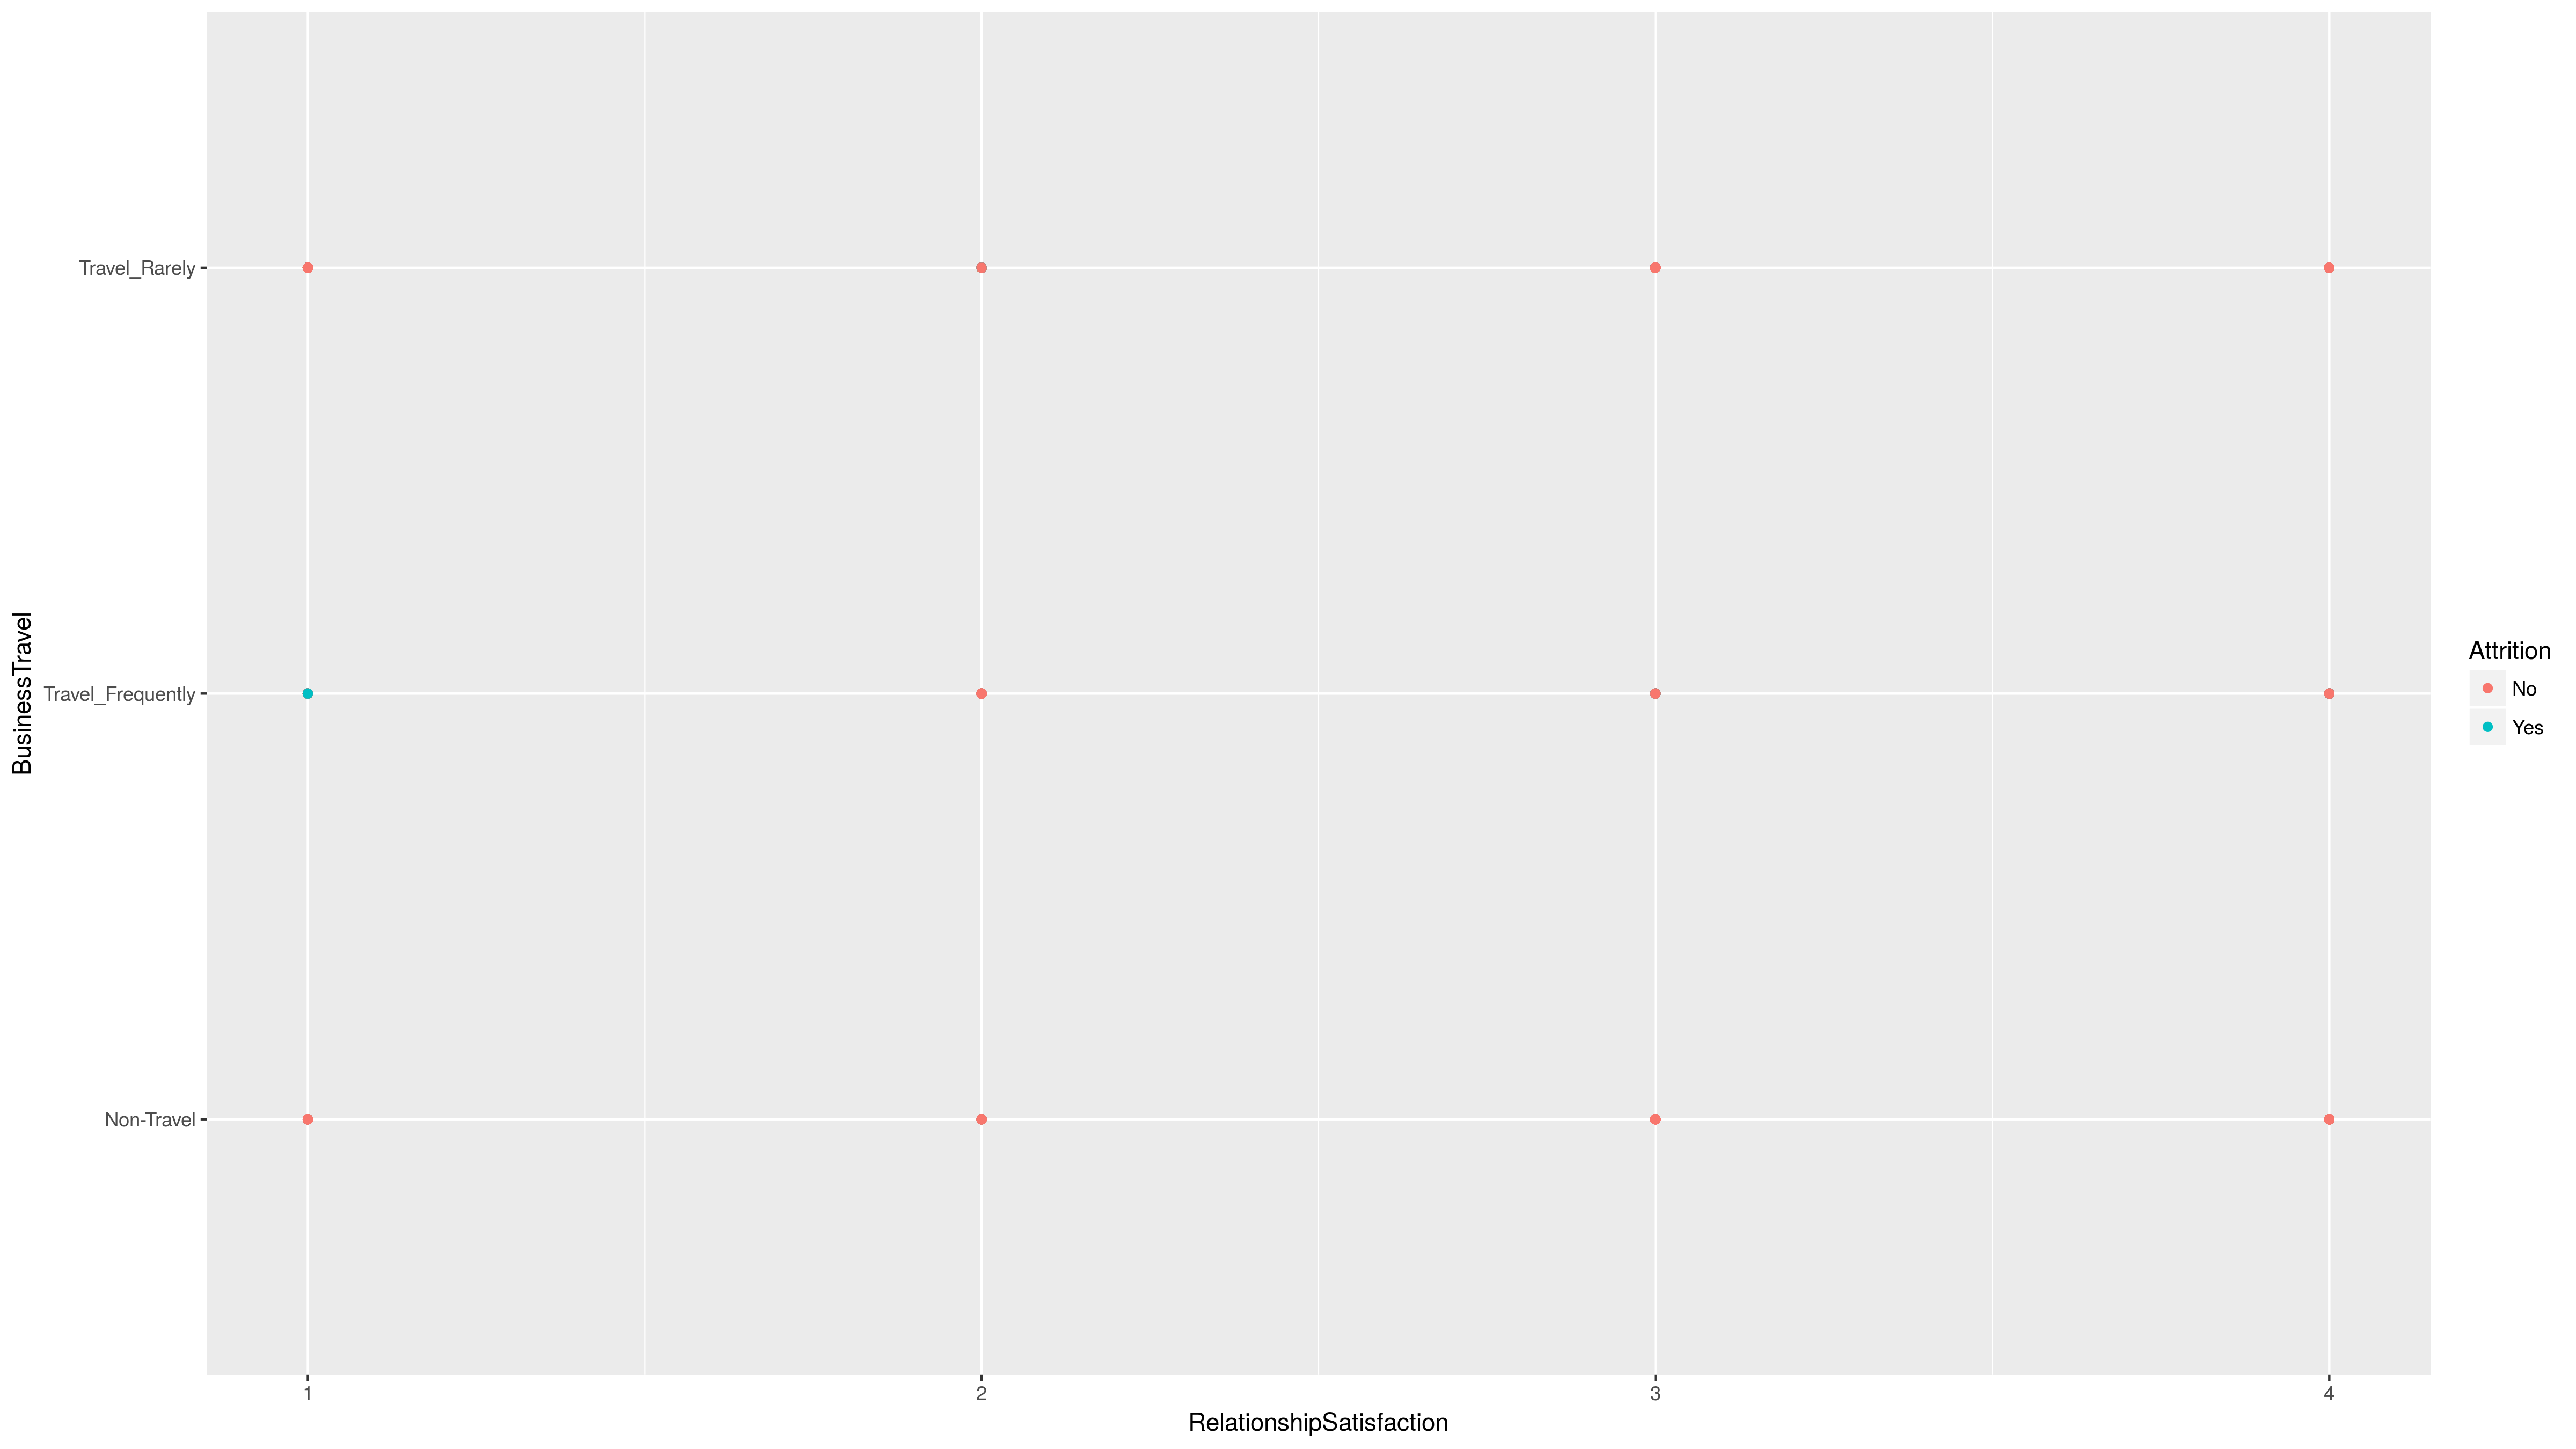 BusinessTravel
Travel_Rarely
Travel_Frequently
Non-Travel
1
2
3
4
RelationshipSatisfaction
Attrition
No
Yes